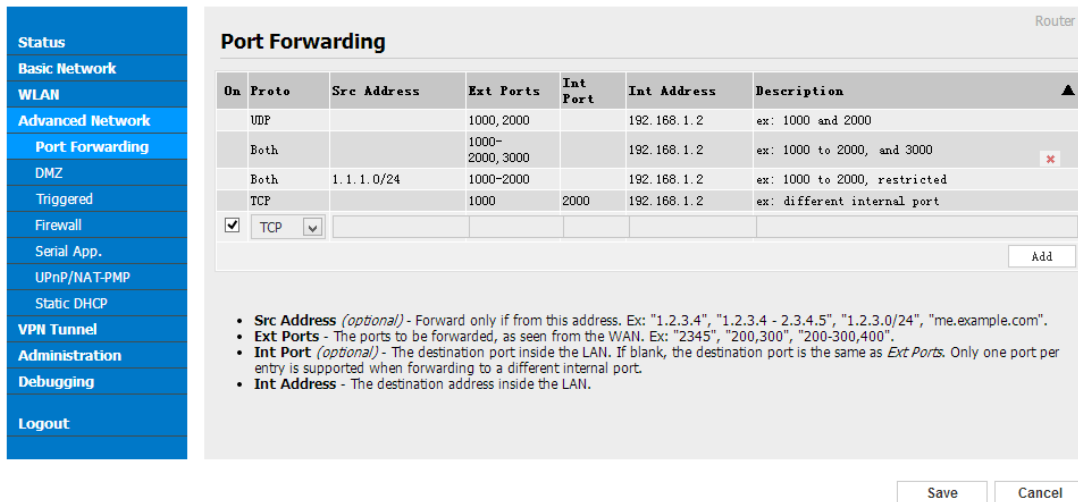 Router
Status
Basic Network
WLAN
Advanced Network
Port Forwarding
DMZ
Triggered
Firewall
Serial App.
UPnP/NAT-PMP
Static DHCP
VPN Tunnel
Administration
Debugging
Logout
Port Forwarding
On Proto Src Address Ext Ports Int Port Int Address Description
UDP 1000,2000 192.168.1.2 ex: 1000 and 2000
Both 1000-2000,3000 192.168.1.2 ex: 1000 to 2000, and 3000
Both 1.1.1.0/24 1000-2000 192.168.1.2 ex: 1000 to 2000, restricted
TCP 1000 2000 192.168.1.2 ex: different internal port
TCP
Add
• Src Address (optional) - Forward only if from this address. Ex: "1.2.3.4", "1.2.3.4 - 2.3.4.5", "1.2.3.0/24", "me.example.com".
• Ext Ports - The ports to be forwarded, as seen from the WAN. Ex: "2345", "200,300", "200-300,400".
• Int Port (optional) - The destination port inside the LAN. If blank, the destination port is the same as Ext Ports. Only one port per
entry is supported when forwarding to a different internal port.
• Int Address - The destination address inside the LAN.
Save Cancel